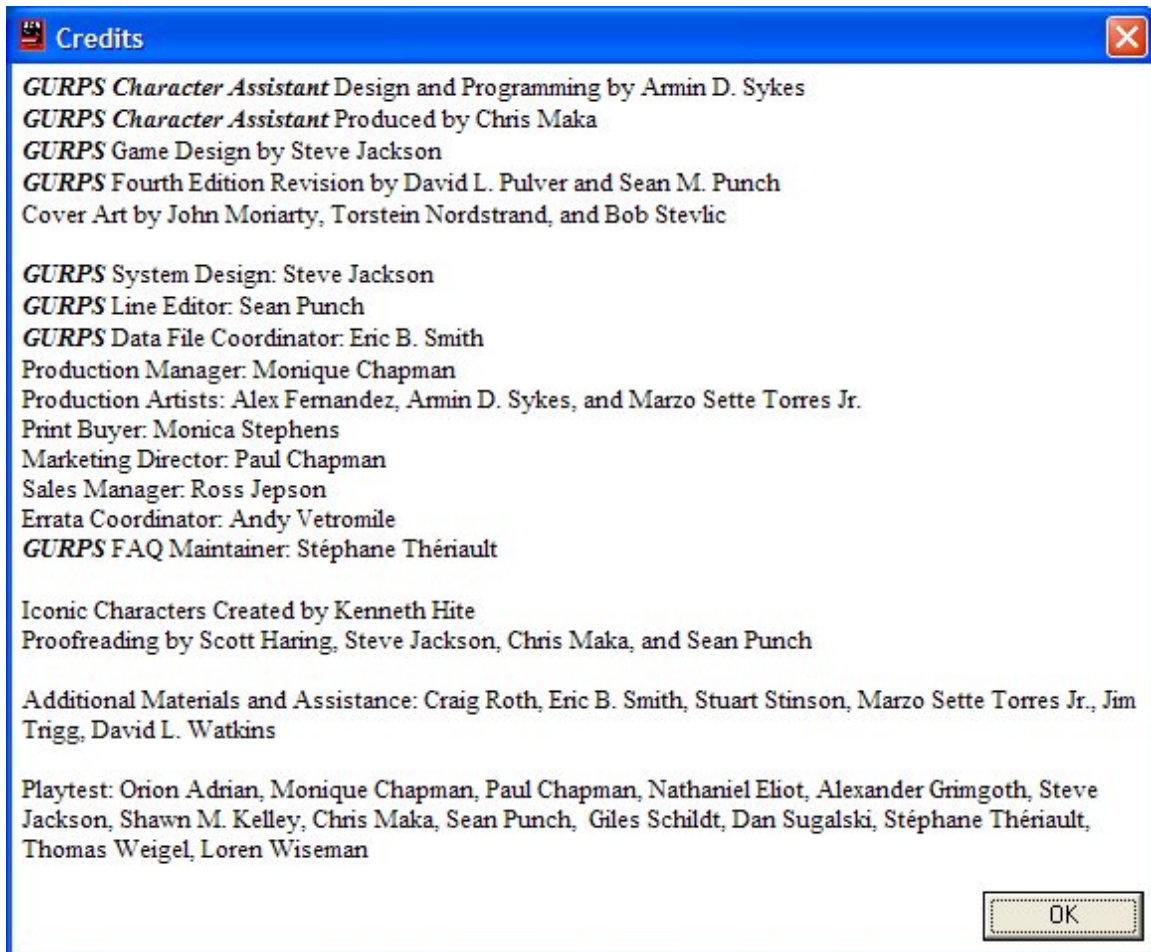 Credits
GURPS Character Assistant Design and Programming by Armin D. Sykes
GURPS Character Assistant Produced by Chris Maka
GURPS Game Design by Steve Jackson
GURPS Fourth Edition Revision by David L. Pulver and Sean M. Punch
Cover Art by John Moriarty, Torstein Nordstrand, and Bob Stevlic
GURPS System Design: Steve Jackson
GURPS Line Editor: Sean Punch
GURPS Data File Coordinator: Eric B. Smith
Production Manager: Monique Chapman
Production Artists: Alex Fernandez, Armin D. Sykes, and Marzo Sette Torres Jr.
Print Buyer: Monica Stephens
Marketing Director: Paul Chapman
Sales Manager: Ross Jepson
Errata Coordinator: Andy Vetromile
GURPS FAQ Maintainer: Stéphane Thériault
Iconic Characters Created by Kenneth Hite
Proofreading by Scott Haring, Steve Jackson, Chris Maka, and Sean Punch
Additional Materials and Assistance: Craig Roth, Eric B. Smith, Stuart Stinson, Marzo Sette Torres Jr., Jim
Trigg, David L. Watkins
Playtest: Orion Adrian, Monique Chapman, Paul Chapman, Nathaniel Eliot, Alexander Grimgoth, Steve
Jackson, Shawn M. Kelley, Chris Maka, Sean Punch,  Giles Schildt, Dan Sugalski, Stéphane Thériault,
Thomas Weigel, Loren Wiseman
OK